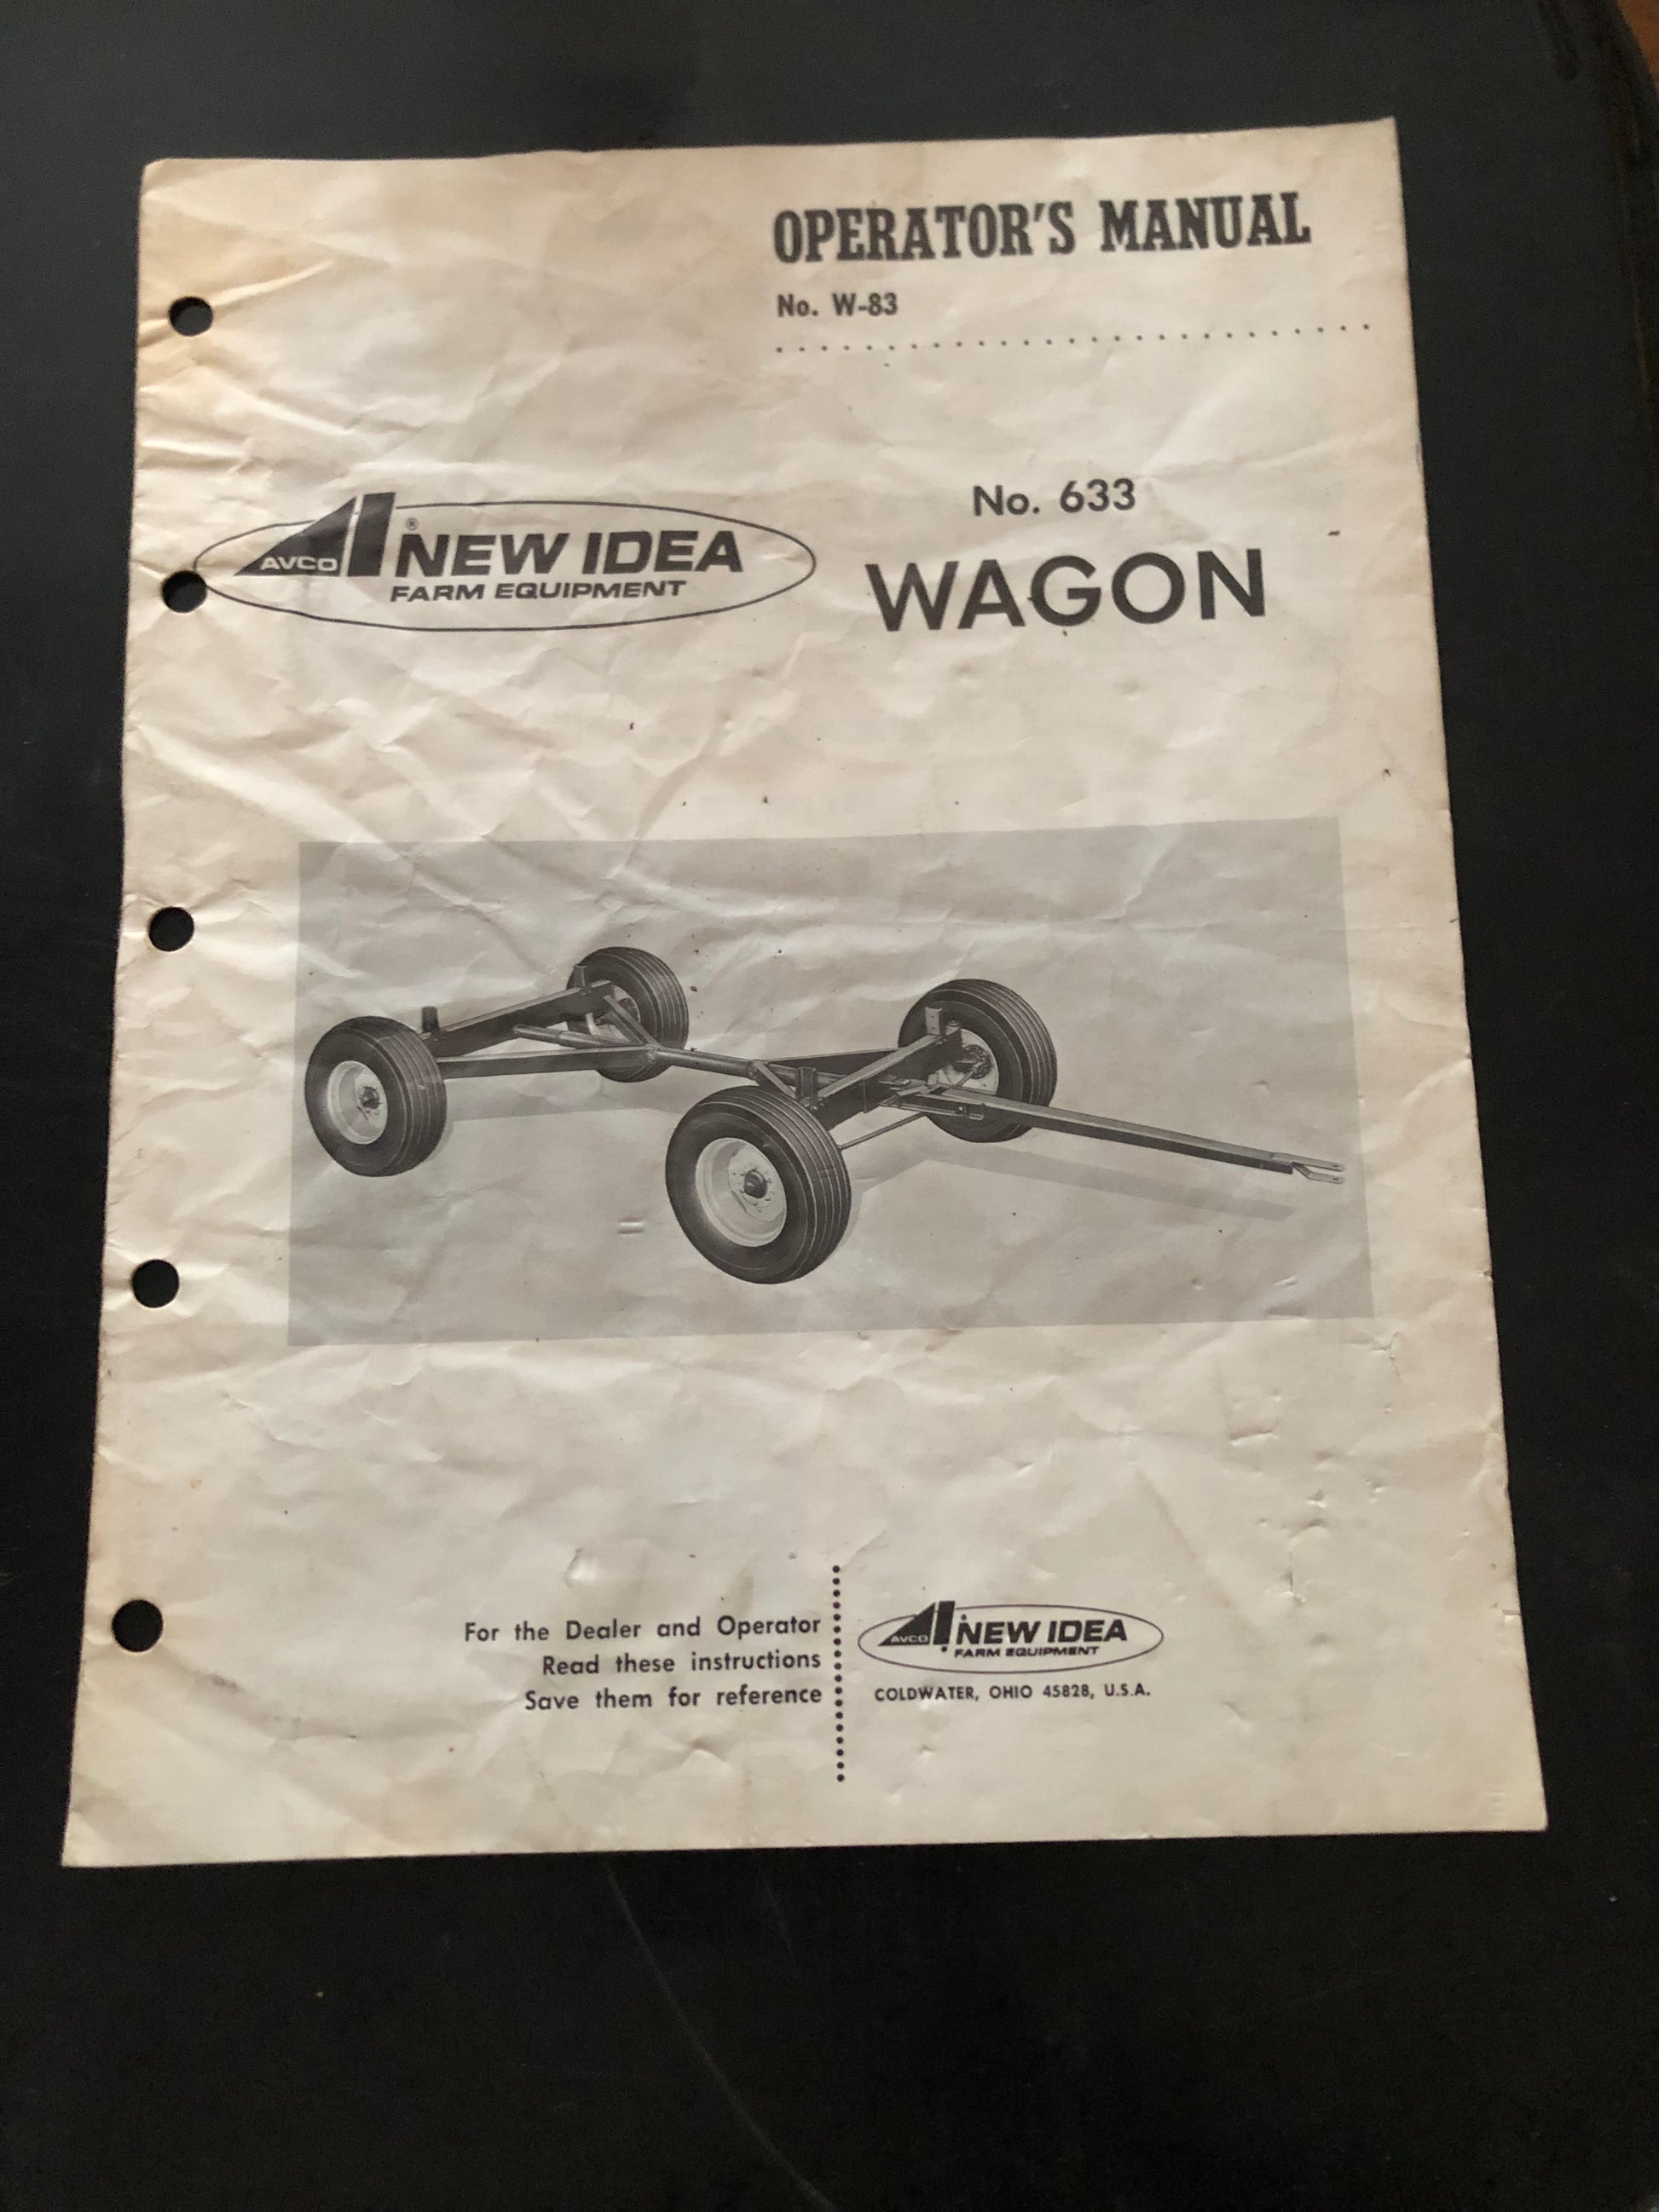 OPERATOR'S MANUAL
No. W-83
No. 633
WAGON
AVCO
®
NEW IDEA
FARM EQUIPMENT
For the Dealer and Operator
Read these instructions
Save them for reference
AVCO
NEW IDEA
FARM EQUIPMENT
COLDWATER, OHIO 45828, U.S.A.